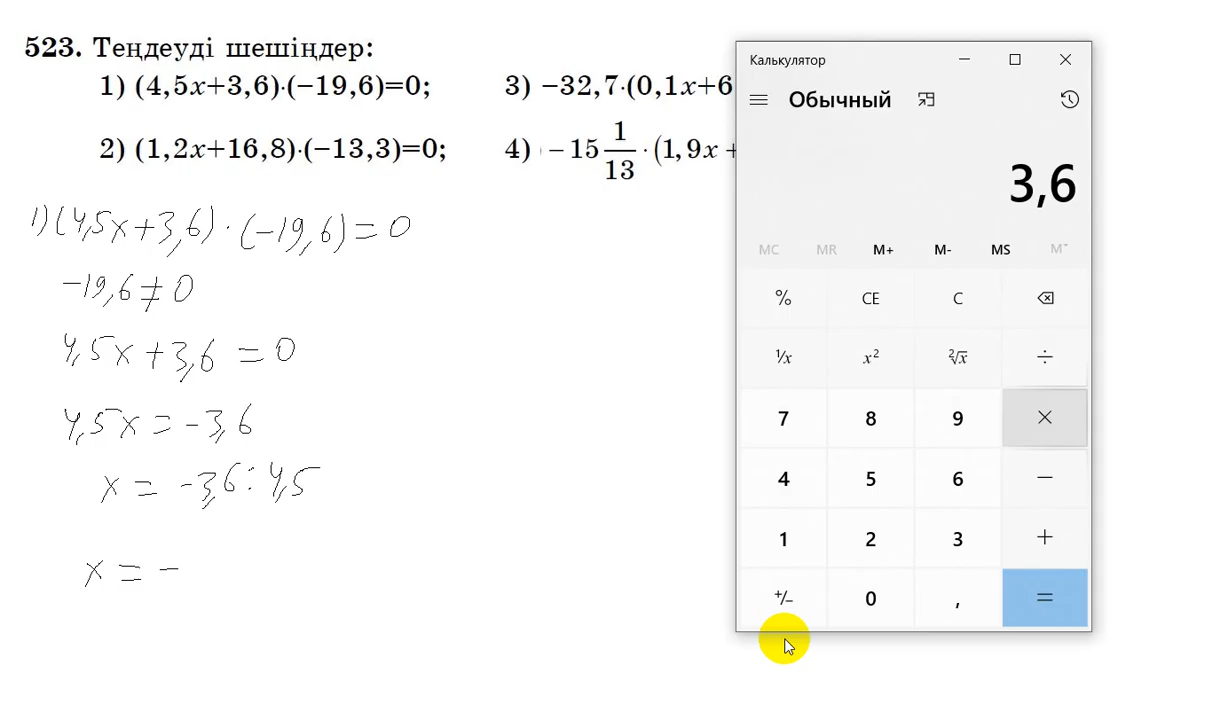 523. Теңдеуді шешіңдер:
1) (4,5x+3,6)·(−19,6)=0;
3) −32,7·(0,1x+6
2) (1,2x+16,8)·(−13,3)=0;
4) −15 1/13 · (1,9x +
1) (4,5x+3,6) · (−19,6) = 0
−19,6 ≠ 0
4,5x + 3,6 = 0
4,5x = −3,6
x = −3,6 : 4,5
x = −
Калькулятор
Обычный
3,6
MC MR M+ M- MS M˅
% CE C
¹/x x² ²√x ÷
7 8 9 ×
4 5 6 −
1 2 3 +
+/− 0 , =